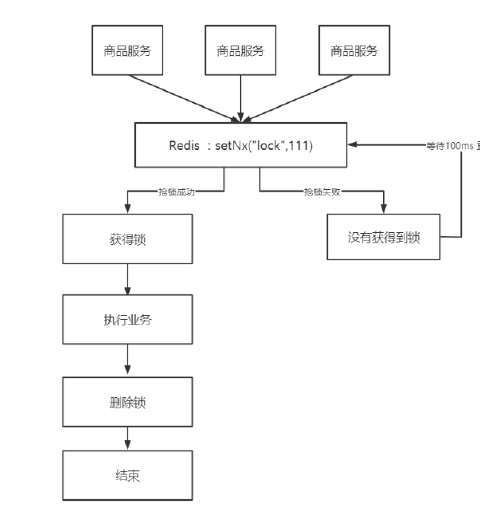 商品服务
商品服务
商品服务
Redis ：setNx("lock",111)
等待100ms
抢锁成功
抢锁失败
获得锁
没有获得到锁
执行业务
删除锁
结束